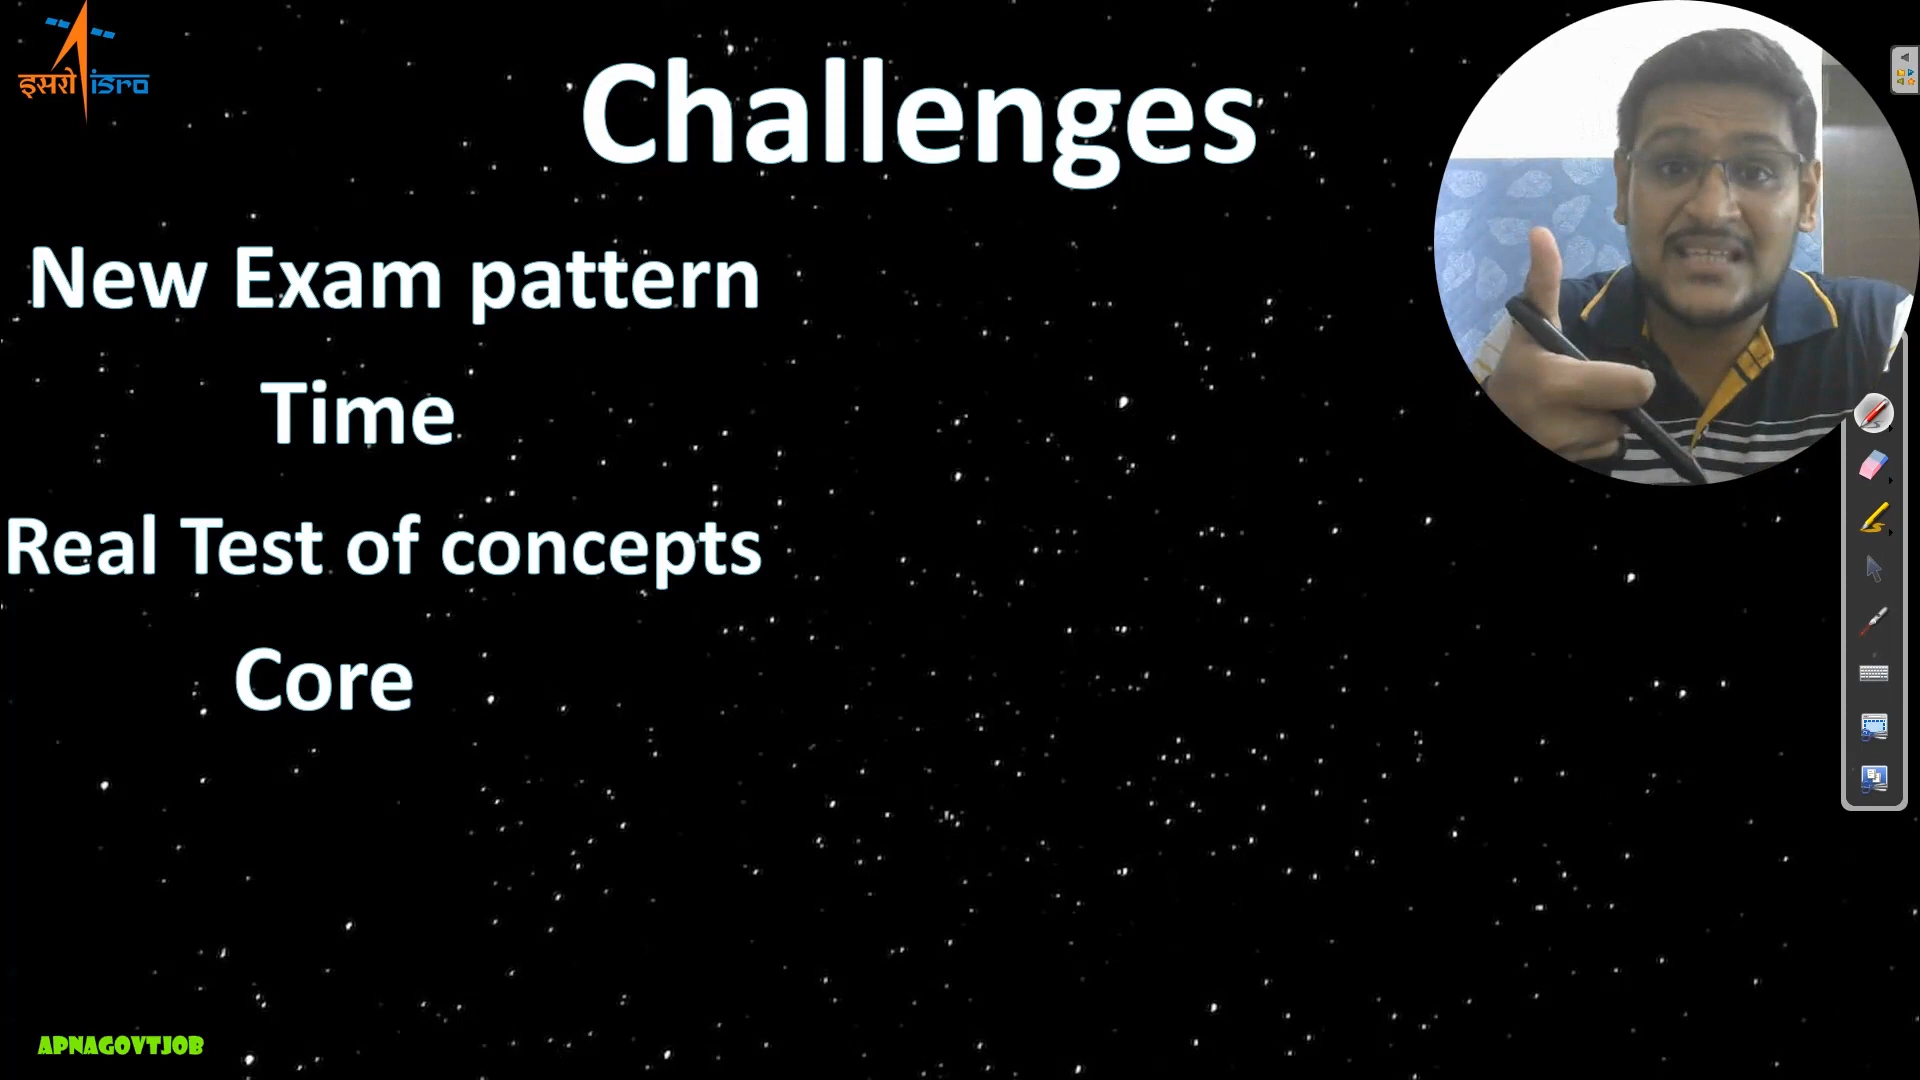 इसरो isro
Challenges
New Exam pattern
Time
Real Test of concepts
Core
APNAGOVTJOB